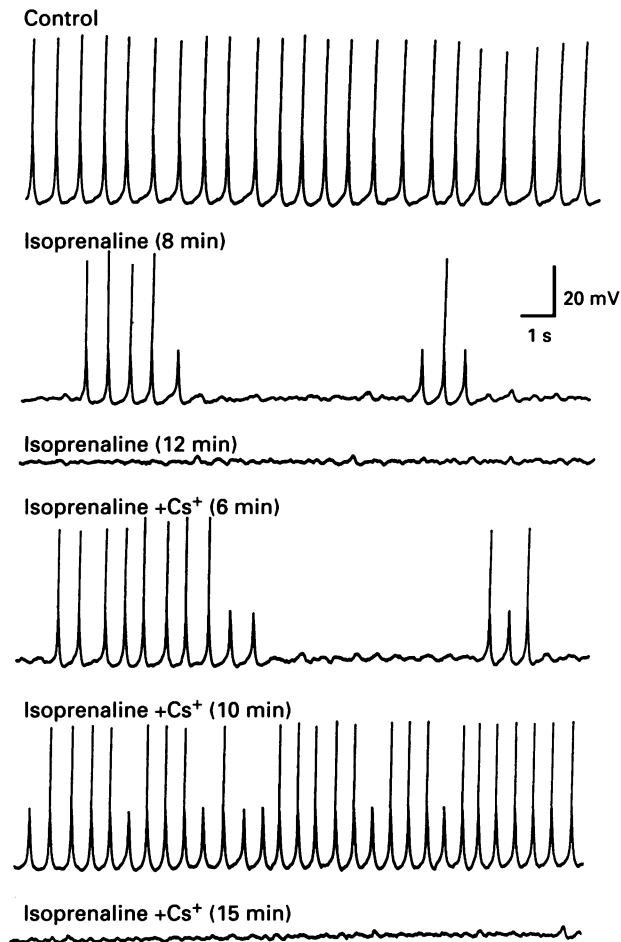 Control
Isoprenaline (8 min)
20 mV
1 s
Isoprenaline (12 min)
Isoprenaline +Cs⁺ (6 min)
Isoprenaline +Cs⁺ (10 min)
Isoprenaline +Cs⁺ (15 min)